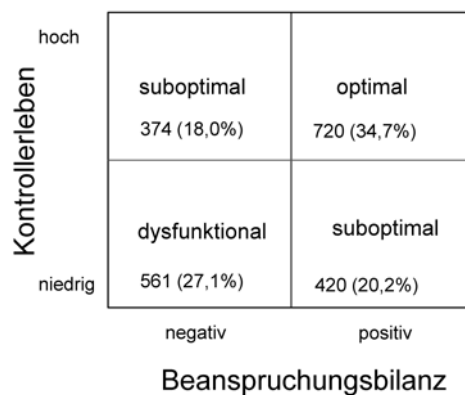 Kontrollerleben
hoch
suboptimal
374 (18,0%)
optimal
720 (34,7%)
niedrig
dysfunktional
561 (27,1%)
suboptimal
420 (20,2%)
negativ
positiv
Beanspruchungsbilanz